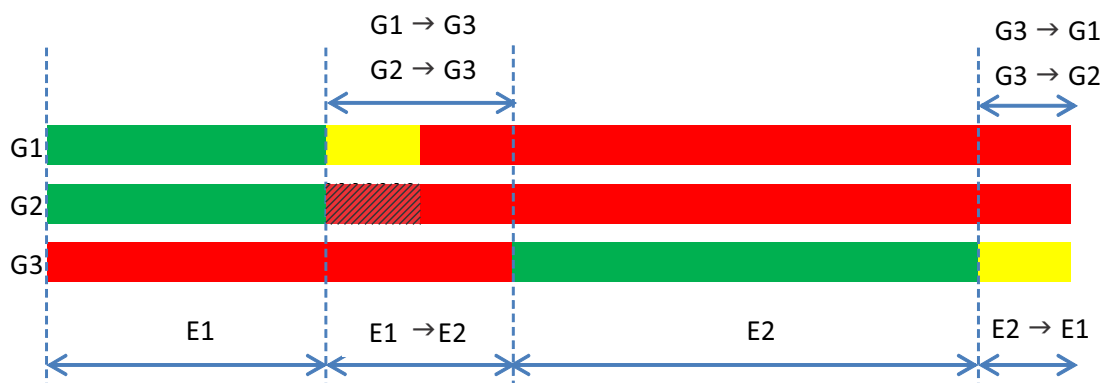 G1 → G3
G2 → G3
G3 → G1
G3 → G2
G1
G2
G3
E1
E1 → E2
E2
E2 → E1